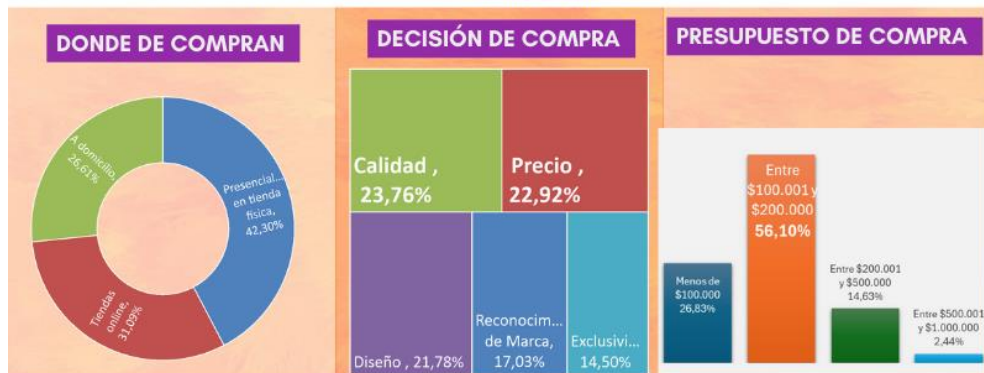 DONDE DE COMPRAN
A domicilio,
26,61%
Presencial...
en tienda
física,
42,30%
Tiendas
online,
31,09%
DECISIÓN DE COMPRA
Calidad ,
23,76%
Precio ,
22,92%
Diseño , 21,78%
Reconocim...
de Marca,
17,03%
Exclusivi...
14,50%
PRESUPUESTO DE COMPRA
Menos de
$100.000
26,83%
Entre
$100.001 y
$200.000
56,10%
Entre $200.001
y $500.000
14,63%
Entre $500.001
y $1.000.000
2,44%